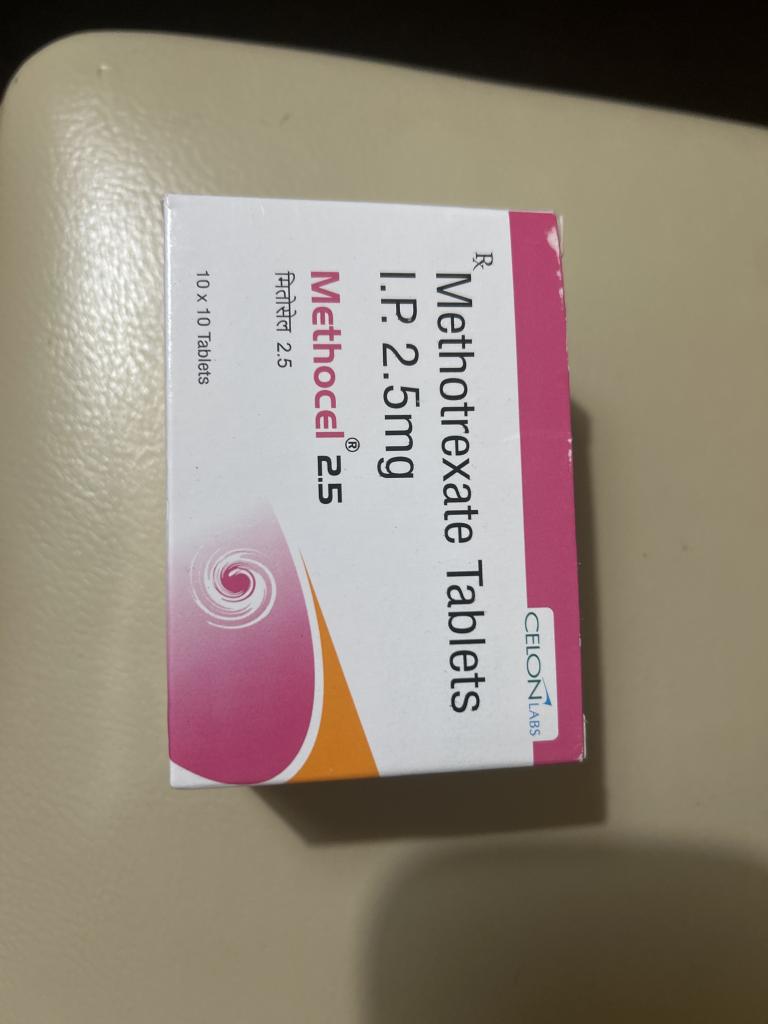 CELON LABS
Rx
Methotrexate Tablets
I.P. 2.5mg
Methocel® 2.5
मितोसेल 2.5
10 x 10 Tablets